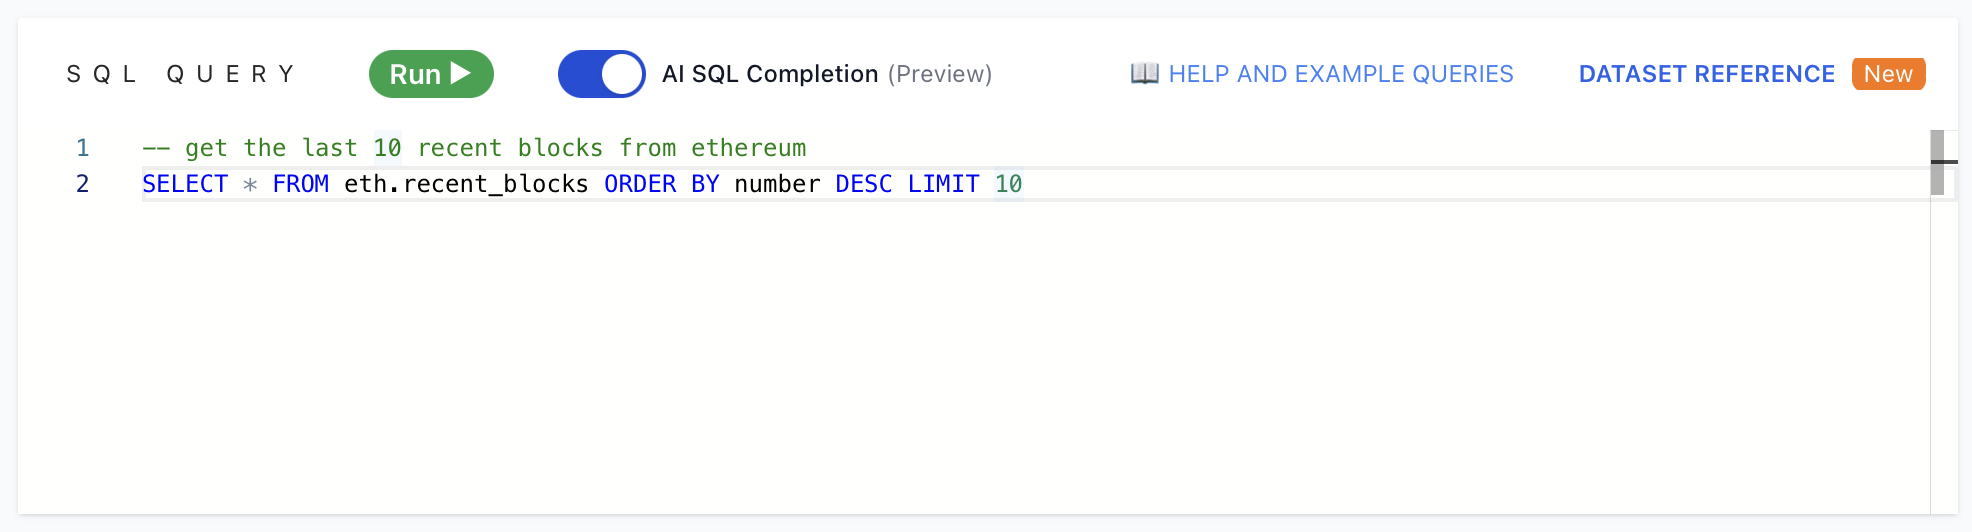 SQL QUERY Run ▶ AI SQL Completion (Preview) 📖 HELP AND EXAMPLE QUERIES DATASET REFERENCE New
1 -- get the last 10 recent blocks from ethereum
2 SELECT * FROM eth.recent_blocks ORDER BY number DESC LIMIT 10